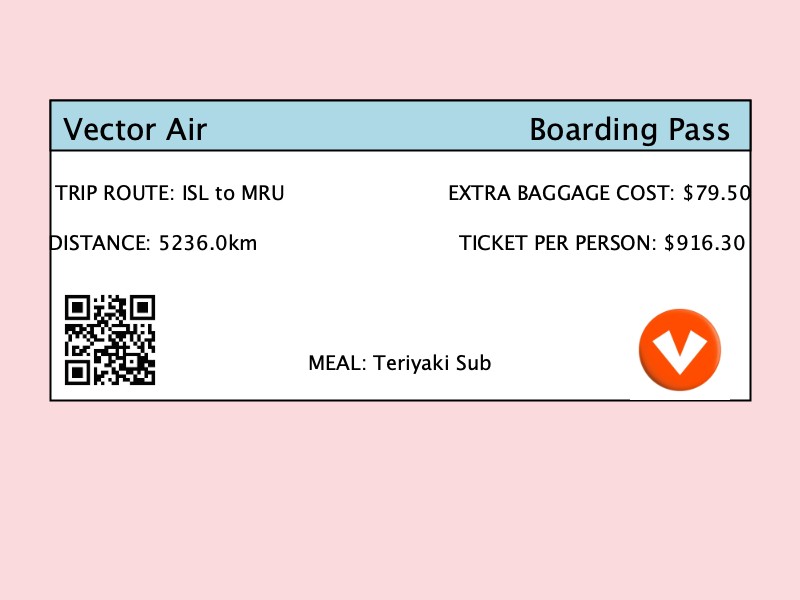 Vector Air
Boarding Pass
TRIP ROUTE: ISL to MRU
EXTRA BAGGAGE COST: $79.50
DISTANCE: 5236.0km
TICKET PER PERSON: $916.30
MEAL: Teriyaki Sub